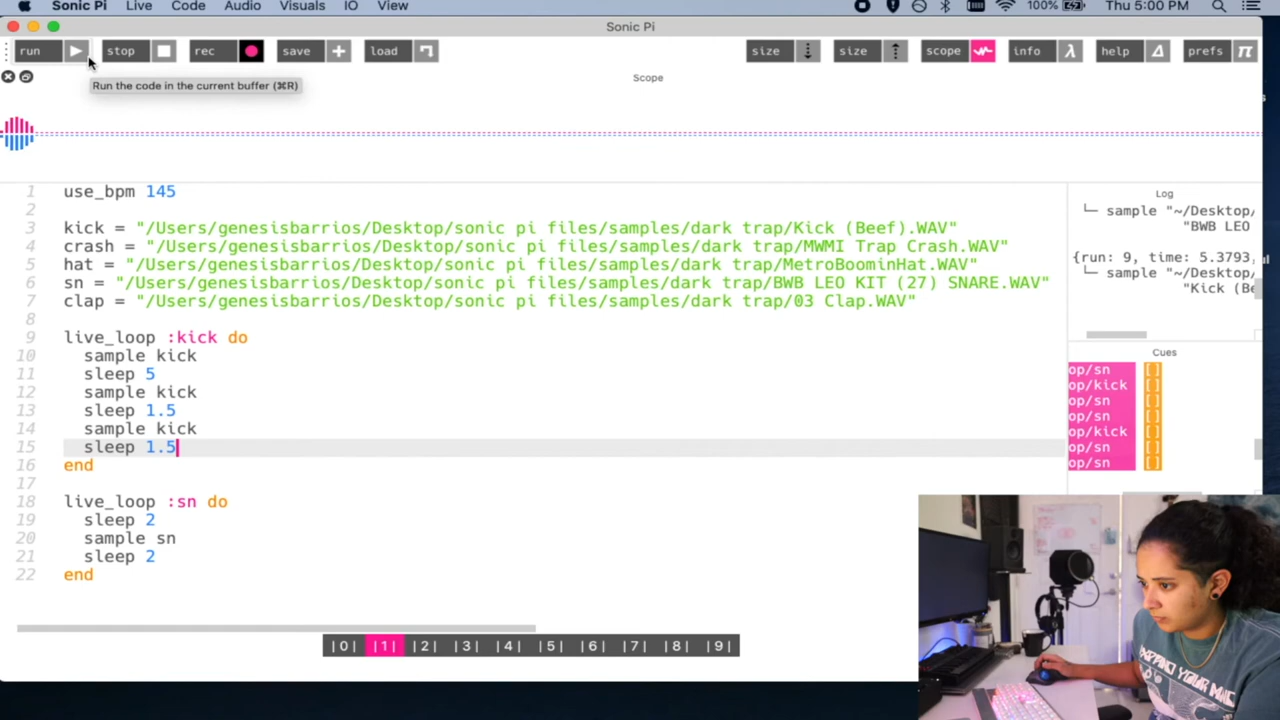 Sonic Pi Live Code Audio Visuals IO View 100% Thu 5:00 PM
Sonic Pi
run stop rec save load size size scope info λ help prefs π
Run the code in the current buffer (⌘R)
Scope
1 use_bpm 145
2
3 kick = "/Users/genesisbarrios/Desktop/sonic pi files/samples/dark trap/Kick (Beef).WAV"
4 crash = "/Users/genesisbarrios/Desktop/sonic pi files/samples/dark trap/MWMI Trap Crash.WAV"
5 hat = "/Users/genesisbarrios/Desktop/sonic pi files/samples/dark trap/MetroBoominHat.WAV"
6 sn = "/Users/genesisbarrios/Desktop/sonic pi files/samples/dark trap/BWB LEO KIT (27) SNARE.WAV"
7 clap = "/Users/genesisbarrios/Desktop/sonic pi files/samples/dark trap/03 Clap.WAV"
8
9 live_loop :kick do
10 sample kick
11 sleep 5
12 sample kick
13 sleep 1.5
14 sample kick
15 sleep 1.5
16 end
17
18 live_loop :sn do
19 sleep 2
20 sample sn
21 sleep 2
22 end
Log
└─ sample "~/Desktop/
"BWB LEO
{run: 9, time: 5.3793,
└─ sample "~/Desktop/
"Kick (Be
Cues
op/sn []
op/kick []
op/sn []
op/sn []
op/kick []
op/sn []
op/sn []
|0| |1| |2| |3| |4| |5| |6| |7| |8| |9|